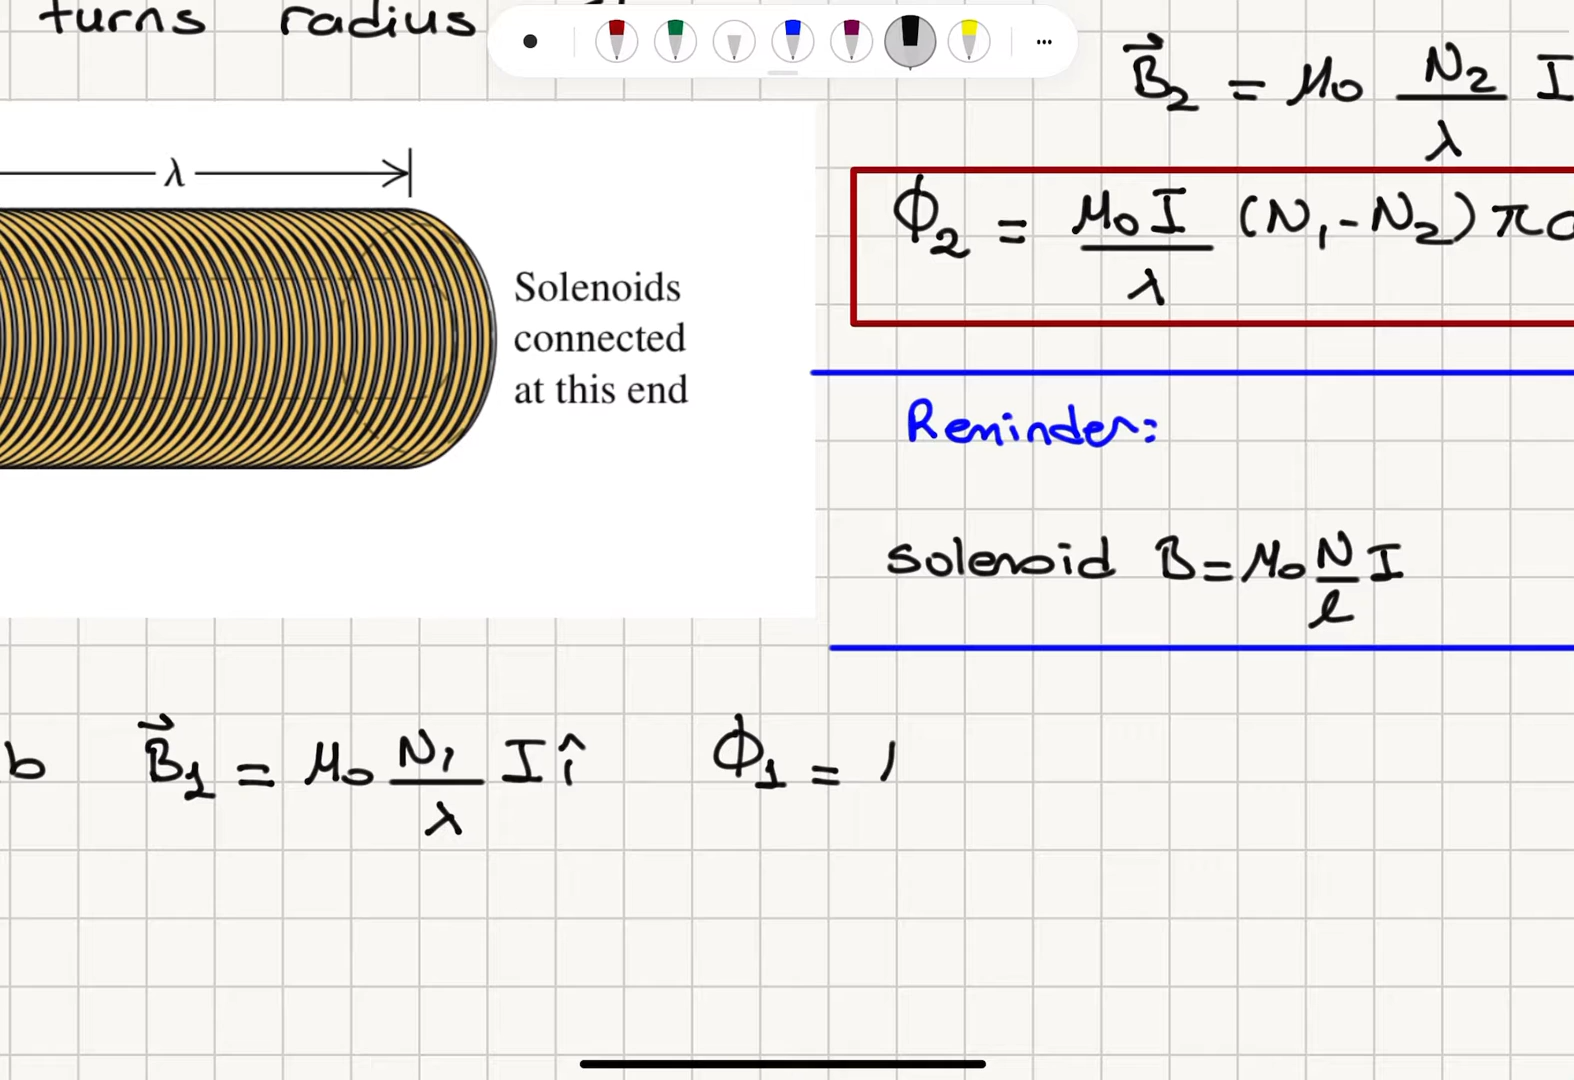 turns radius
B⃗₂ = μ₀ N₂/λ I
λ
Φ₂ = μ₀I/λ (N₁-N₂)π
Solenoids
connected
at this end
Reminder:
solenoid B=μ₀ N/ℓ I
b B⃗₁ = μ₀ N₁/λ I î Φ₁ =